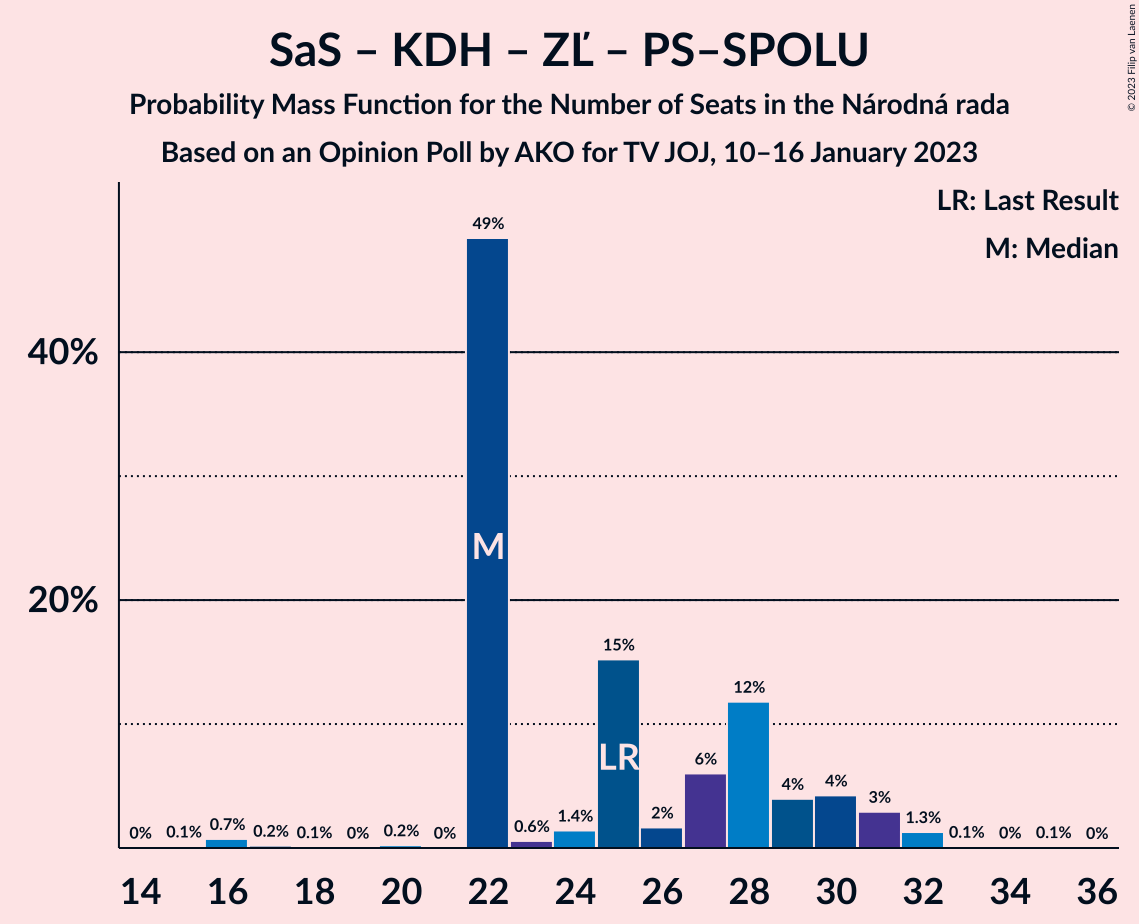 SaS – KDH – ZĽ – PS–SPOLU
Probability Mass Function for the Number of Seats in the Národná rada
Based on an Opinion Poll by AKO for TV JOJ, 10–16 January 2023
© 2023 Filip van Laenen
LR: Last Result
M: Median
40%
20%
0% 0.1% 0.7% 0.2% 0.1% 0% 0.2% 0% 49% 0.6% 1.4% 15% 2% 6% 12% 4% 4% 3% 1.3% 0.1% 0% 0.1% 0%
M
LR
14 16 18 20 22 24 26 28 30 32 34 36